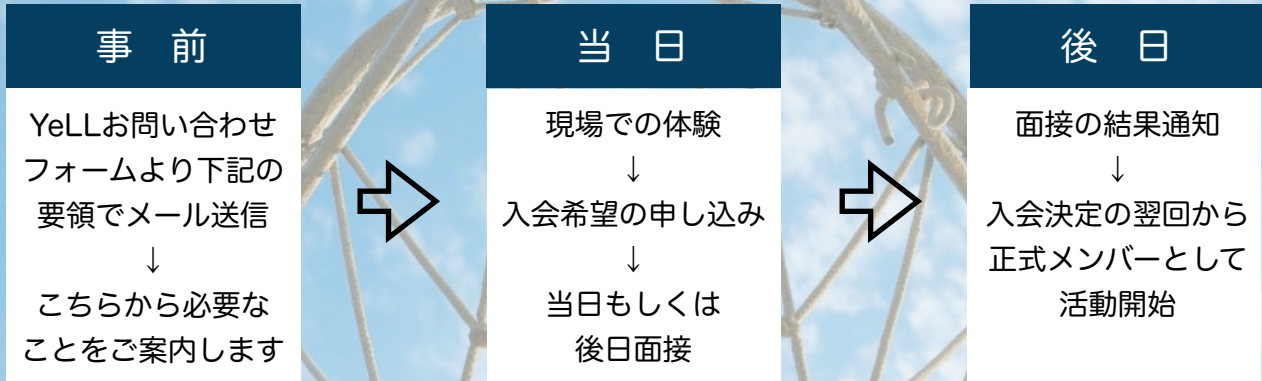 事 前
YeLLお問い合わせ
フォームより下記の
要領でメール送信
↓
こちらから必要な
ことをご案内します
当 日
現場での体験
↓
入会希望の申し込み
↓
当日もしくは
後日面接
後 日
面接の結果通知
↓
入会決定の翌回から
正式メンバーとして
活動開始